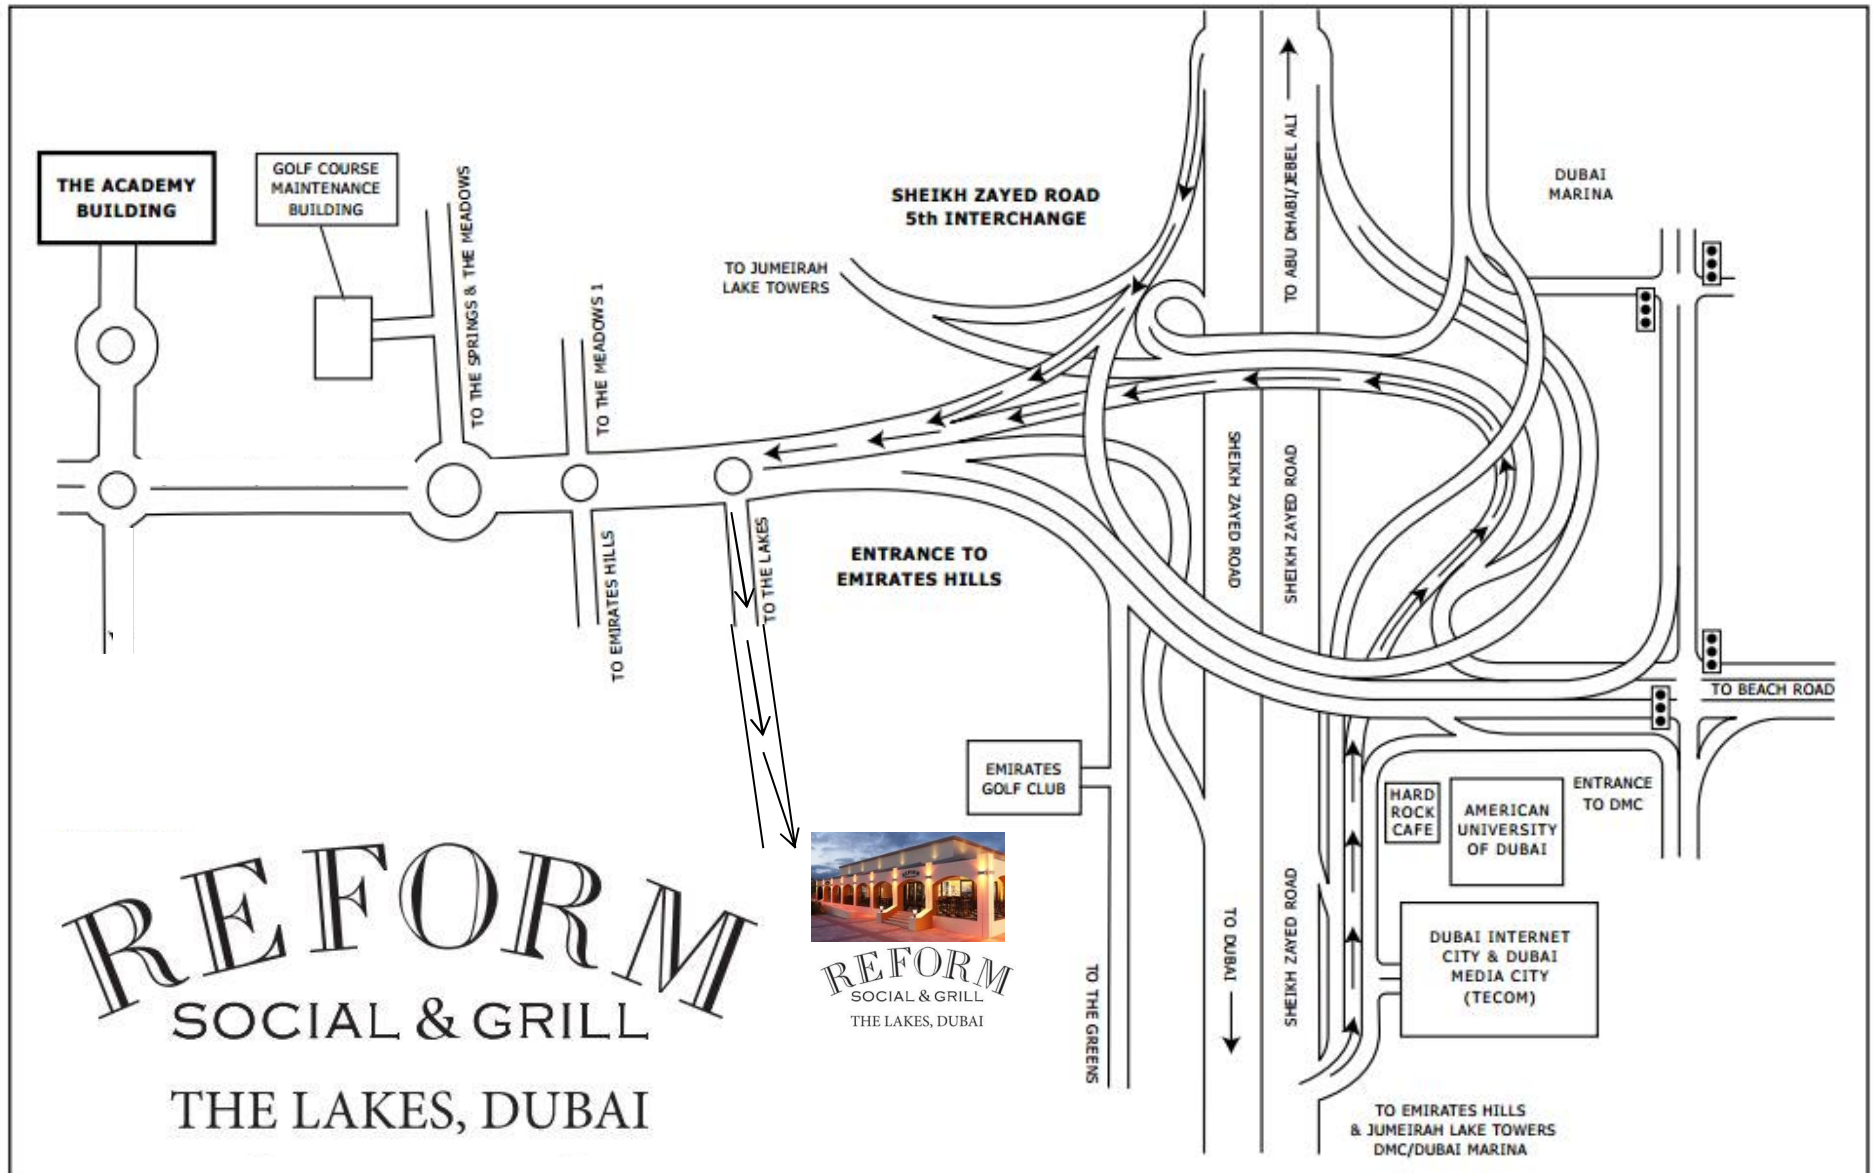 THE ACADEMY
BUILDING
GOLF COURSE
MAINTENANCE
BUILDING
TO THE SPRINGS & THE MEADOWS
TO THE MEADOWS 1
TO JUMEIRAH
LAKE TOWERS
SHEIKH ZAYED ROAD
5th INTERCHANGE
TO ABU DHABI/JEBEL ALI
DUBAI
MARINA
SHEIKH ZAYED ROAD
SHEIKH ZAYED ROAD
TO EMIRATES HILLS
TO THE LAKES
ENTRANCE TO
EMIRATES HILLS
TO BEACH ROAD
EMIRATES
GOLF CLUB
HARD
ROCK
CAFE
AMERICAN
UNIVERSITY
OF DUBAI
ENTRANCE
TO DMC
TO THE GREENS
TO DUBAI
SHEIKH ZAYED ROAD
DUBAI INTERNET
CITY & DUBAI
MEDIA CITY
(TECOM)
TO EMIRATES HILLS
& JUMEIRAH LAKE TOWERS
DMC/DUBAI MARINA
REFORM
SOCIAL & GRILL
THE LAKES, DUBAI
REFORM
SOCIAL & GRILL
THE LAKES, DUBAI